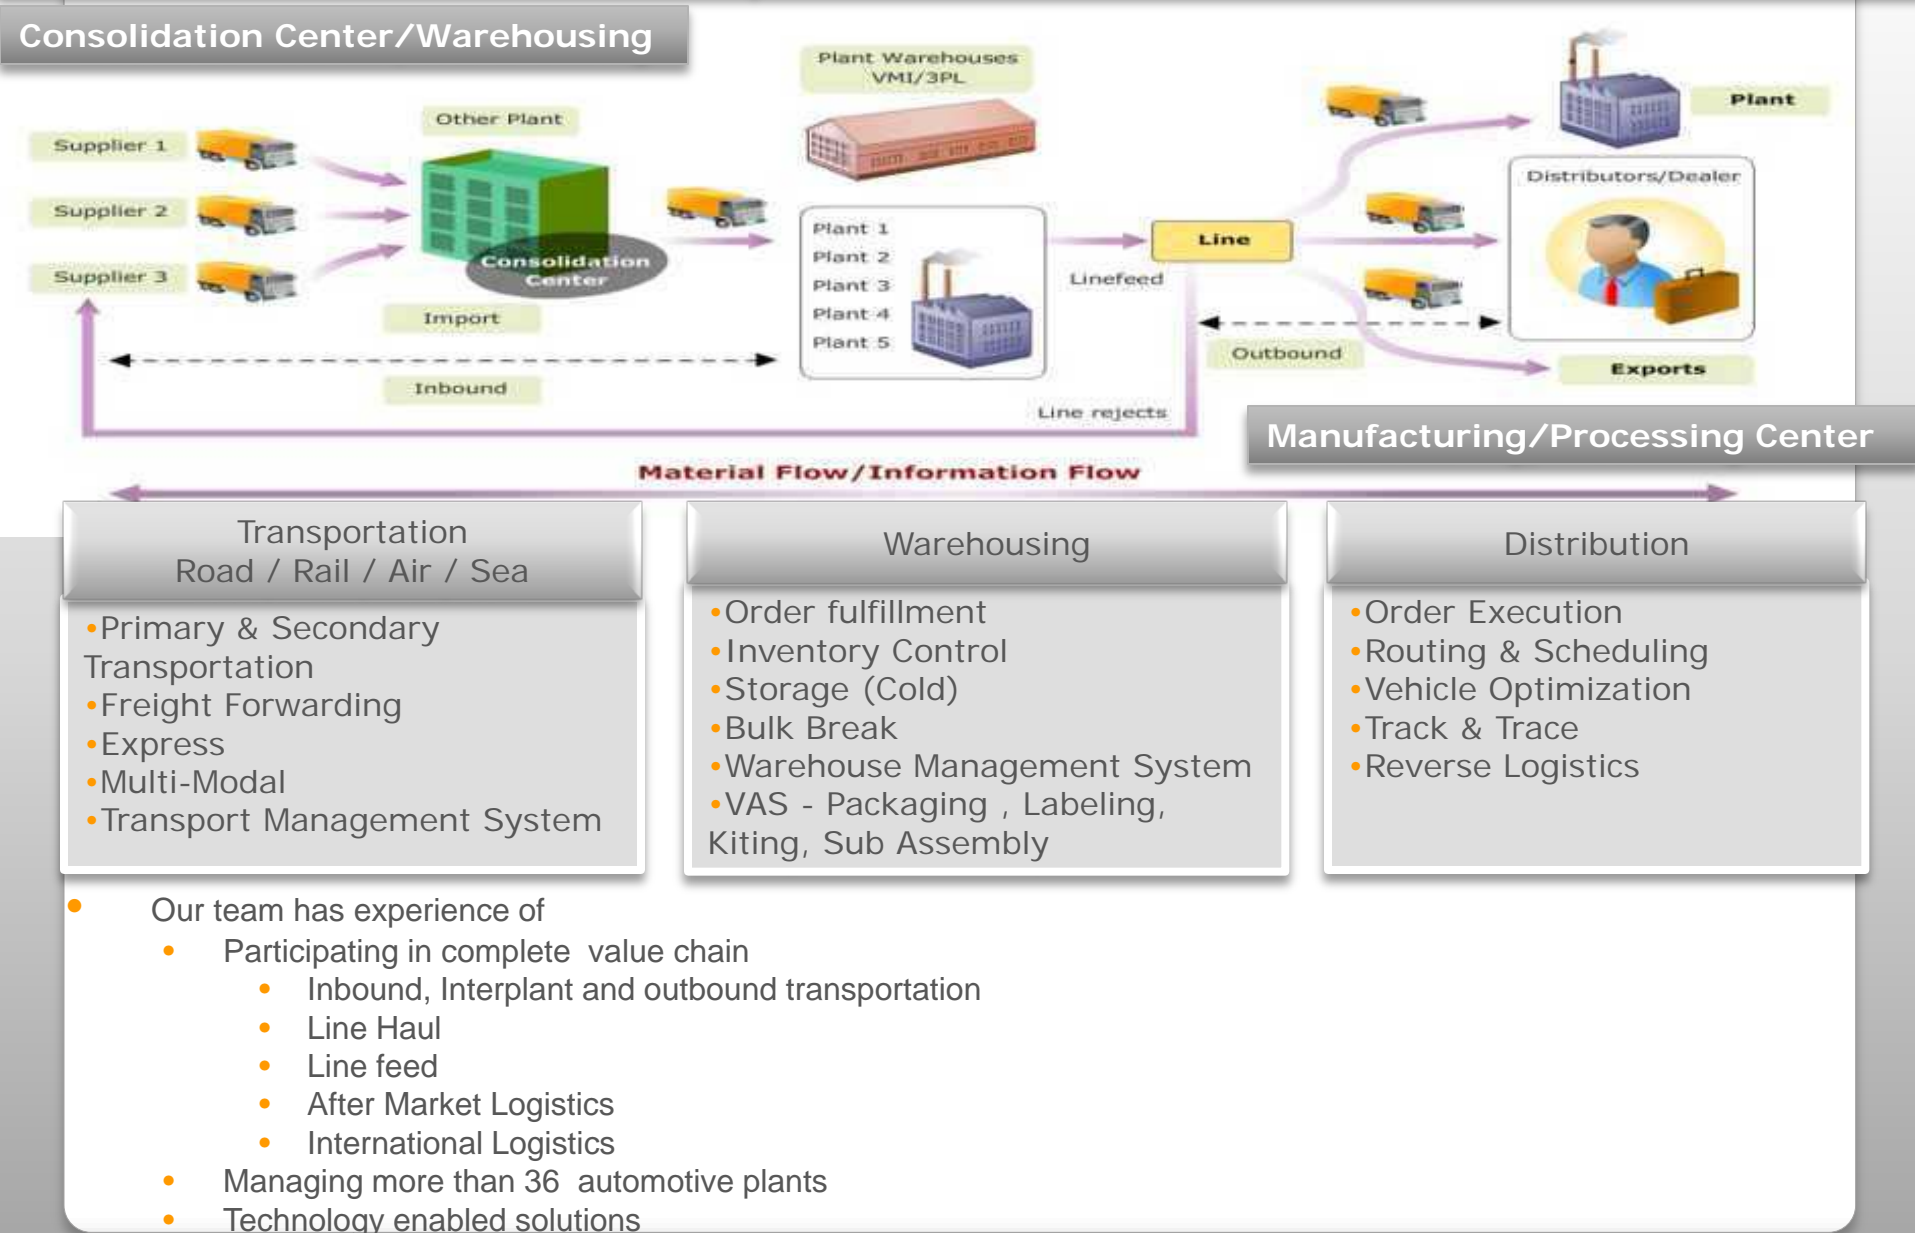 Consolidation Center/Warehousing
Plant Warehouses
VMI/3PL
Plant
Other Plant
Supplier 1
Supplier 2
Supplier 3
Consolidation
Center
Import
Inbound
Plant 1
Plant 2
Plant 3
Plant 4
Plant 5
Linefeed
Line
Line rejects
Distributors/Dealer
Outbound
Exports
Manufacturing/Processing Center
Material Flow/Information Flow
Transportation
Road / Rail / Air / Sea
•Primary & Secondary
Transportation
•Freight Forwarding
•Express
•Multi-Modal
•Transport Management System
Warehousing
•Order fulfillment
•Inventory Control
•Storage (Cold)
•Bulk Break
•Warehouse Management System
•VAS - Packaging , Labeling,
Kiting, Sub Assembly
Distribution
•Order Execution
•Routing & Scheduling
•Vehicle Optimization
•Track & Trace
•Reverse Logistics
• Our team has experience of
• Participating in complete value chain
• Inbound, Interplant and outbound transportation
• Line Haul
• Line feed
• After Market Logistics
• International Logistics
• Managing more than 36 automotive plants
• Technology enabled solutions